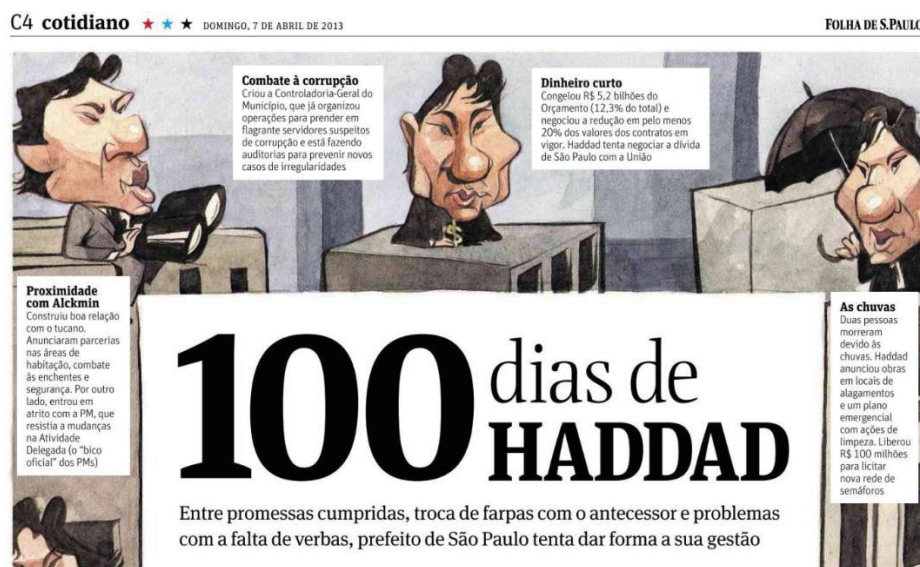 C4 cotidiano ★ ★ ★ DOMINGO, 7 DE ABRIL DE 2013
FOLHA DE S.PAULO
Combate à corrupção
Criou a Controladoria-Geral do
Município, que já organizou
operações para prender em
flagrante servidores suspeitos
de corrupção e está fazendo
auditorias para prevenir novos
casos de irregularidades
Dinheiro curto
Congelou R$ 5,2 bilhões do
Orçamento (12,3% do total) e
negociou a redução em pelo menos
20% dos valores dos contratos em
vigor. Haddad tenta negociar a dívida
de São Paulo com a União
Proximidade
com Alckmin
Construiu boa relação
com o tucano.
Anunciaram parcerias
nas áreas de
habitação, combate
às enchentes e
segurança. Por outro
lado, entrou em
atrito com a PM, que
resistia a mudanças
na Atividade
Delegada (o "bico
oficial" dos PMs)
$
100 dias de
HADDAD
Entre promessas cumpridas, troca de farpas com o antecessor e problemas
com a falta de verbas, prefeito de São Paulo tenta dar forma a sua gestão
As chuvas
Duas pessoas
morreram
devido às
chuvas. Haddad
anunciou obras
em locais de
alagamentos
e um plano
emergencial
com ações de
limpeza. Liberou
R$ 100 milhões
para licitar
nova rede de
semáforos